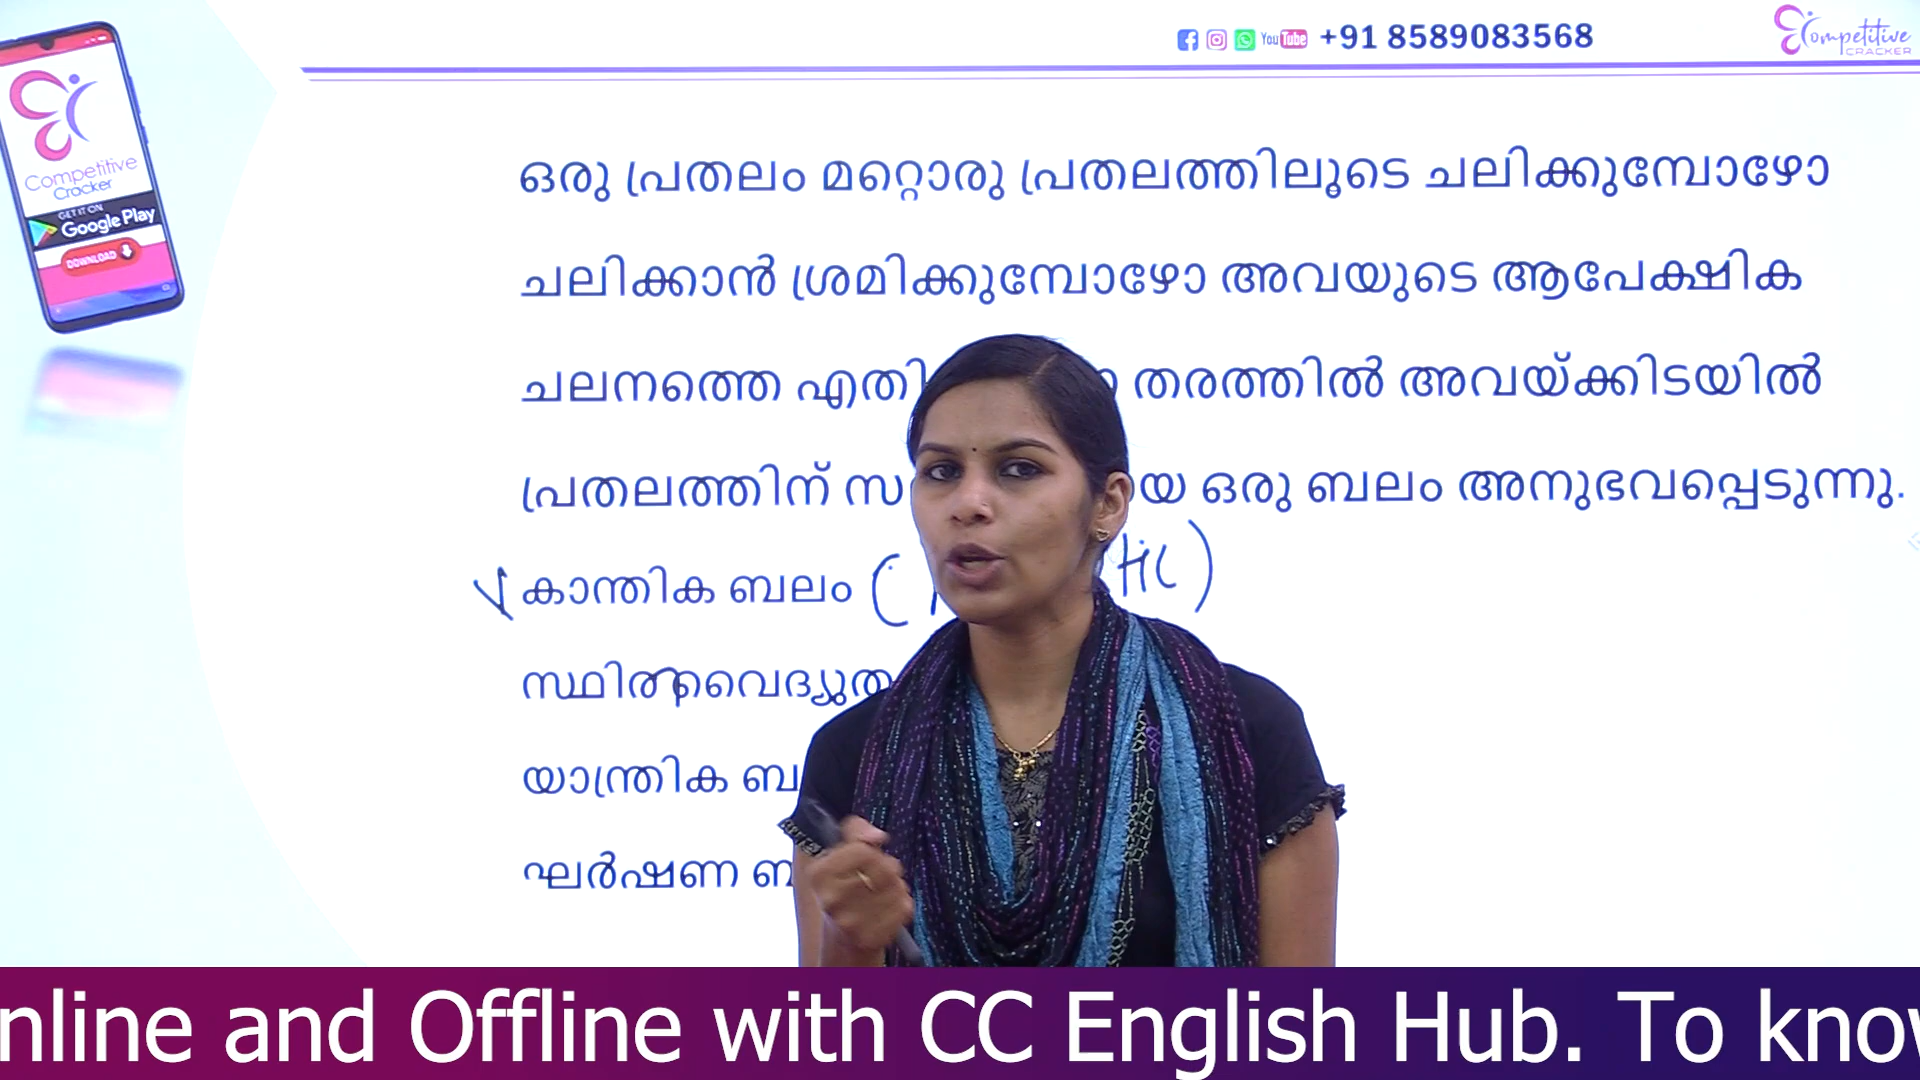 YouTube +91 8589083568
Competitive
CRACKER
Competitive
Cracker
GET IT ON
Google Play
DOWNLOAD
ഒരു പ്രതലം മറ്റൊരു പ്രതലത്തിലൂടെ ചലിക്കുമ്പോഴോ
ചലിക്കാൻ ശ്രമിക്കുമ്പോഴോ അവയുടെ ആപേക്ഷിക
ചലനത്തെ തരത്തിൽ അവയ്ക്കിടയിൽ
പ്രതലത്തിന് ഒരു ബലം അനുഭവപ്പെടുന്നു.
കാന്തിക ബലം (
യാന്ത്രിക
ഘർഷണ
and Offline with CC English Hub. To